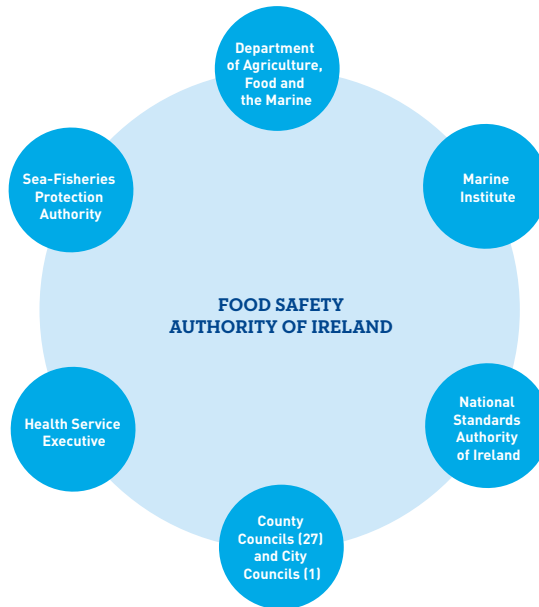 Department
of Agriculture,
Food and
the Marine
Sea-Fisheries
Protection
Authority
Marine
Institute
FOOD SAFETY
AUTHORITY OF IRELAND
Health Service
Executive
National
Standards
Authority
of Ireland
County
Councils (27)
and City
Councils (1)